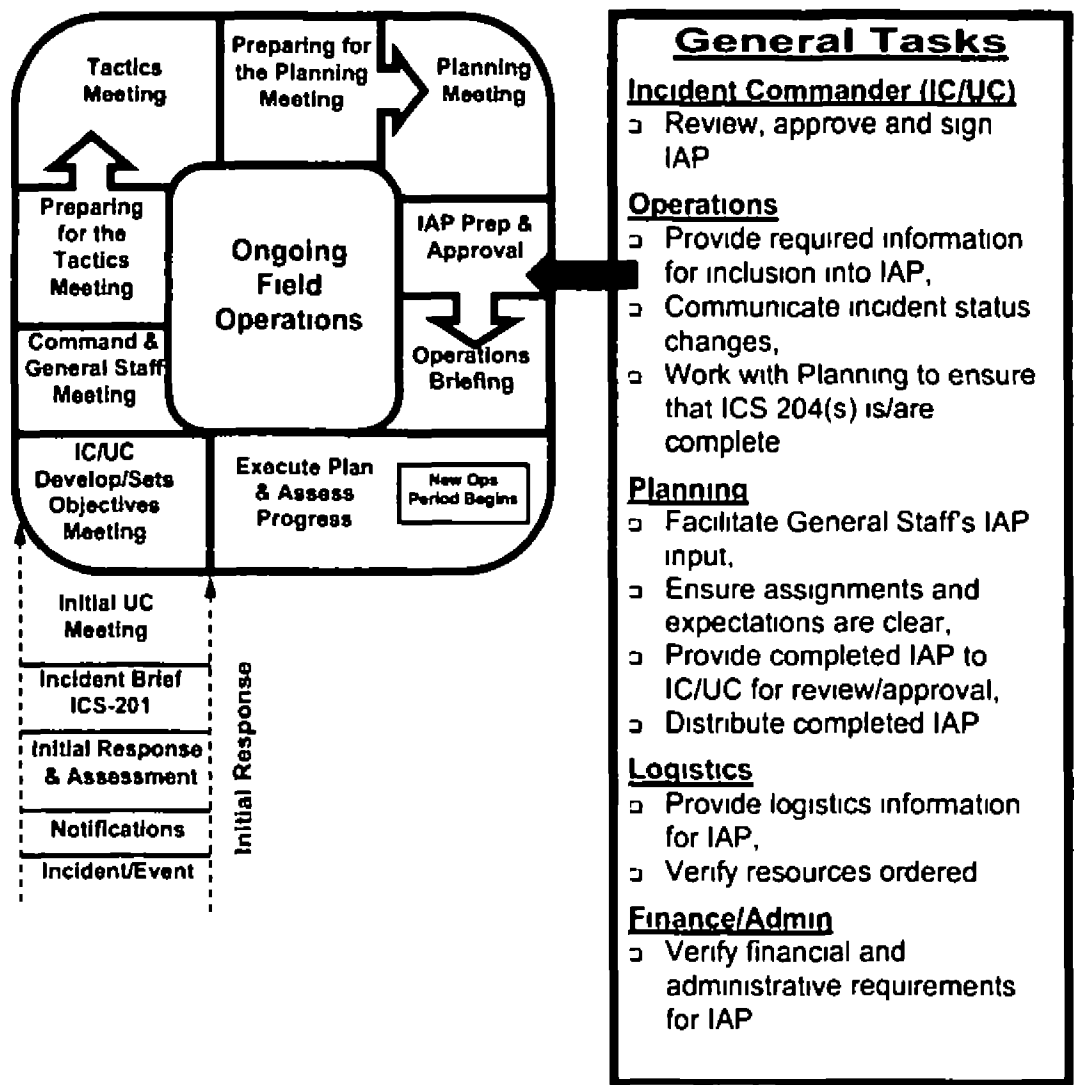 Tactics
Meeting
Preparing for
the Planning
Meeting
Planning
Meeting
Preparing
for the
Tactics
Meeting
Ongoing
Field
Operations
IAP Prep &
Approval
Command &
General Staff
Meeting
Operations
Briefing
IC/UC
Develop/Sets
Objectives
Meeting
Execute Plan
& Assess
Progress
New Ops
Period Begins
Initial UC
Meeting
Incident Brief
ICS-201
Initial Response
& Assessment
Notifications
Incident/Event
Initial Response
General Tasks
Incident Commander (IC/UC)
Review, approve and sign
IAP
Operations
Provide required information
for inclusion into IAP,
Communicate incident status
changes,
Work with Planning to ensure
that ICS 204(s) is/are
complete
Planning
Facilitate General Staff's IAP
input,
Ensure assignments and
expectations are clear,
Provide completed IAP to
IC/UC for review/approval,
Distribute completed IAP
Logistics
Provide logistics information
for IAP,
Verify resources ordered
Finance/Admin
Verify financial and
administrative requirements
for IAP